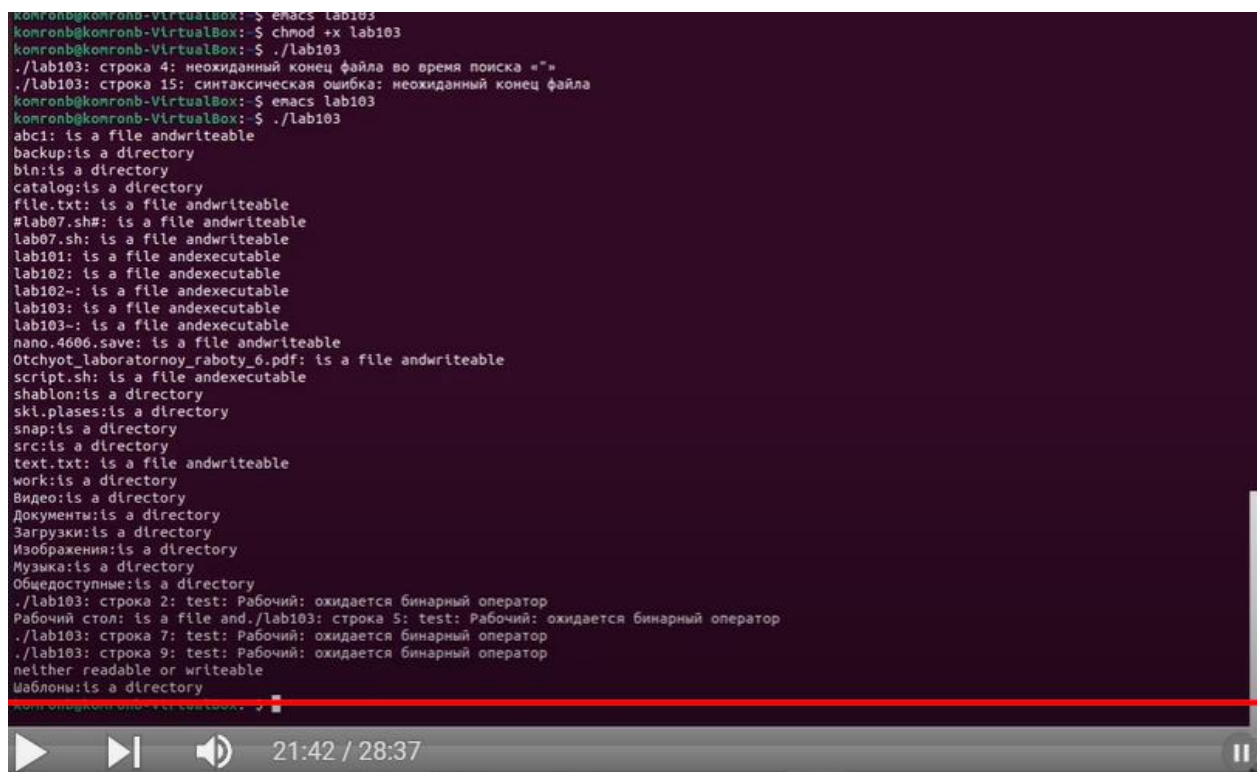 komronb@komronb-VirtualBox:~$ emacs lab103
komronb@komronb-VirtualBox:~$ chmod +x lab103
komronb@komronb-VirtualBox:~$ ./lab103
./lab103: строка 4: неожиданный конец файла во время поиска «"»
./lab103: строка 15: синтаксическая ошибка: неожиданный конец файла
komronb@komronb-VirtualBox:~$ emacs lab103
komronb@komronb-VirtualBox:~$ ./lab103
abc1: is a file andwriteable
backup:is a directory
bin:is a directory
catalog:is a directory
file.txt: is a file andwriteable
#lab07.sh#: is a file andwriteable
lab07.sh: is a file andwriteable
lab101: is a file andexecutable
lab102: is a file andexecutable
lab102~: is a file andexecutable
lab103: is a file andexecutable
lab103~: is a file andexecutable
nano.4606.save: is a file andwriteable
Otchyot_laboratornoy_raboty_6.pdf: is a file andwriteable
script.sh: is a file andexecutable
shablon:is a directory
ski.plases:is a directory
snap:is a directory
src:is a directory
text.txt: is a file andwriteable
work:is a directory
Видео:is a directory
Документы:is a directory
Загрузки:is a directory
Изображения:is a directory
Музыка:is a directory
Общедоступные:is a directory
./lab103: строка 2: test: Рабочий: ожидается бинарный оператор
Рабочий стол: is a file and./lab103: строка 5: test: Рабочий: ожидается бинарный оператор
./lab103: строка 7: test: Рабочий: ожидается бинарный оператор
./lab103: строка 9: test: Рабочий: ожидается бинарный оператор
neither readable or writeable
Шаблоны:is a directory
komronb@komronb-VirtualBox:~$
21:42 / 28:37